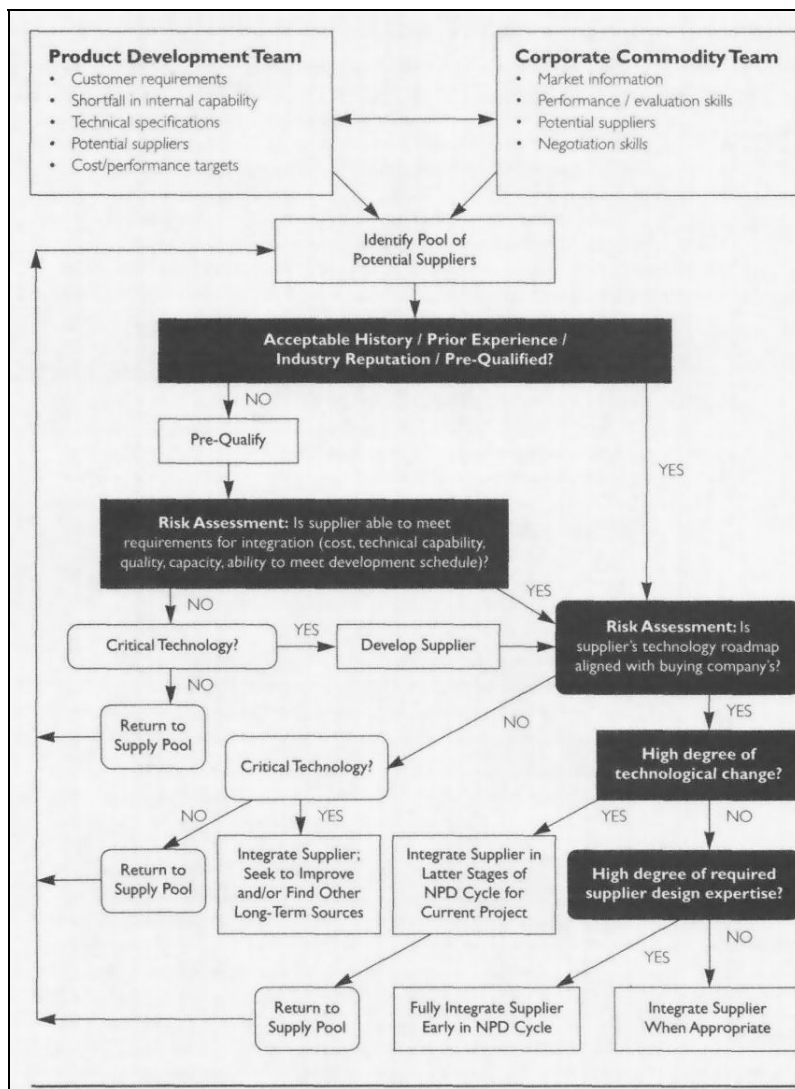 Product Development Team
• Customer requirements
• Shortfall in internal capability
• Technical specifications
• Potential suppliers
• Cost/performance targets
Corporate Commodity Team
• Market information
• Performance / evaluation skills
• Potential suppliers
• Negotiation skills
Identify Pool of
Potential Suppliers
Acceptable History / Prior Experience /
Industry Reputation / Pre-Qualified?
NO
Pre-Qualify
YES
Risk Assessment: Is supplier able to meet
requirements for integration (cost, technical capability,
quality, capacity, ability to meet development schedule)?
NO
YES
Critical Technology?
YES
Develop Supplier
Risk Assessment: Is
supplier's technology roadmap
aligned with buying company's?
NO
Return to
Supply Pool
NO
YES
Critical Technology?
High degree of
technological change?
NO
YES
YES
NO
Return to
Supply Pool
Integrate Supplier;
Seek to Improve
and/or Find Other
Long-Term Sources
Integrate Supplier in
Latter Stages of
NPD Cycle for
Current Project
High degree of required
supplier design expertise?
YES
NO
Return to
Supply Pool
Fully Integrate Supplier
Early in NPD Cycle
Integrate Supplier
When Appropriate